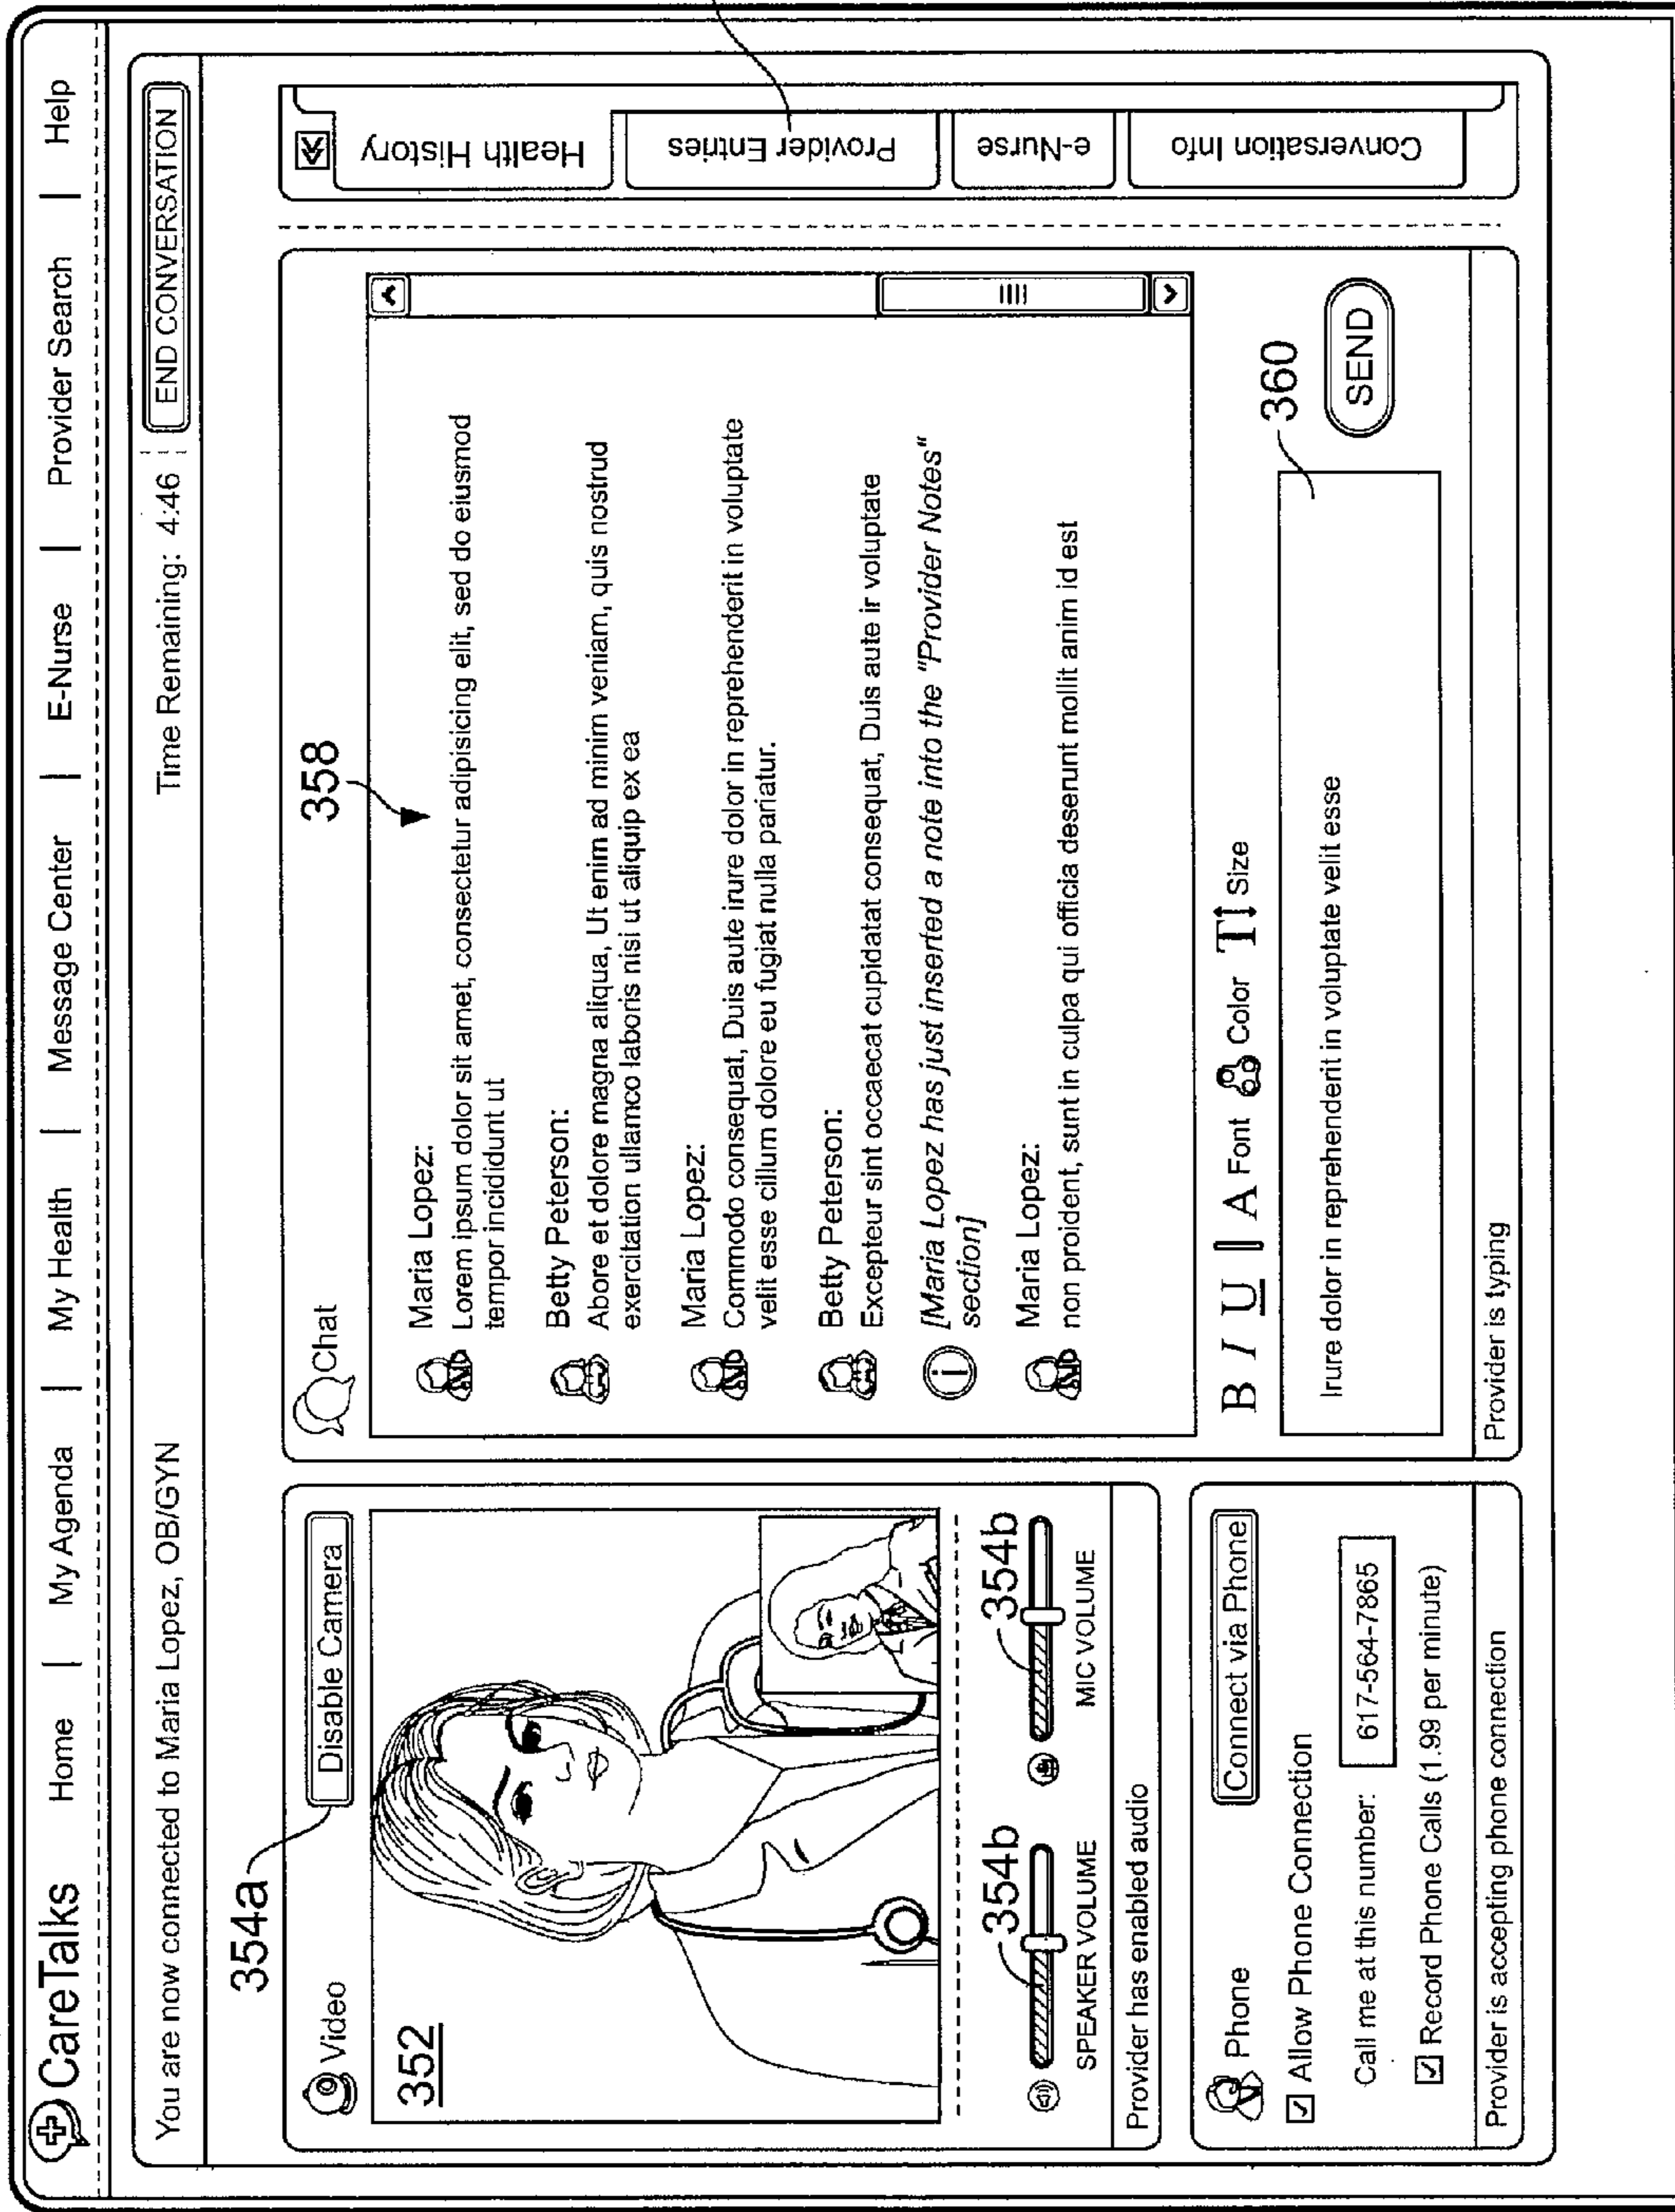 CareTalks
Home | My Agenda | My Health | Message Center | E-Nurse | Provider Search | Help
You are now connected to Maria Lopez, OB/GYN
Time Remaining: 4:46
END CONVERSATION
354a
Video
Disable Camera
352
354b
354b
SPEAKER VOLUME
MIC VOLUME
Provider has enabled audio
Phone
Connect via Phone
Allow Phone Connection
Call me at this number: 617-564-7865
Record Phone Calls (1.99 per minute)
Provider is accepting phone connection
358
Chat
Maria Lopez:
Lorem ipsum dolor sit amet, consectetur adipisicing elit, sed do eiusmod
tempor incididunt ut
Betty Peterson:
Abore et dolore magna aliqua, Ut enim ad minim veniam, quis nostrud
exercitation ullamco laboris nisi ut aliquip ex ea
Maria Lopez:
Commodo consequat, Duis aute irure dolor in reprehenderit in voluptate
velit esse cillum dolore eu fugiat nulla pariatur.
Betty Peterson:
Excepteur sint occaecat cupidatat consequat, Duis aute ir voluptate
i [Maria Lopez has just inserted a note into the "Provider Notes"
section]
Maria Lopez:
non proident, sunt in culpa qui officia deserunt mollit anim id est
B I U A Font Color T Size
360
Irure dolor in reprehenderit in voluptate velit esse
SEND
Provider is typing
Health History
Provider Entries
e-Nurse
Conversation Info